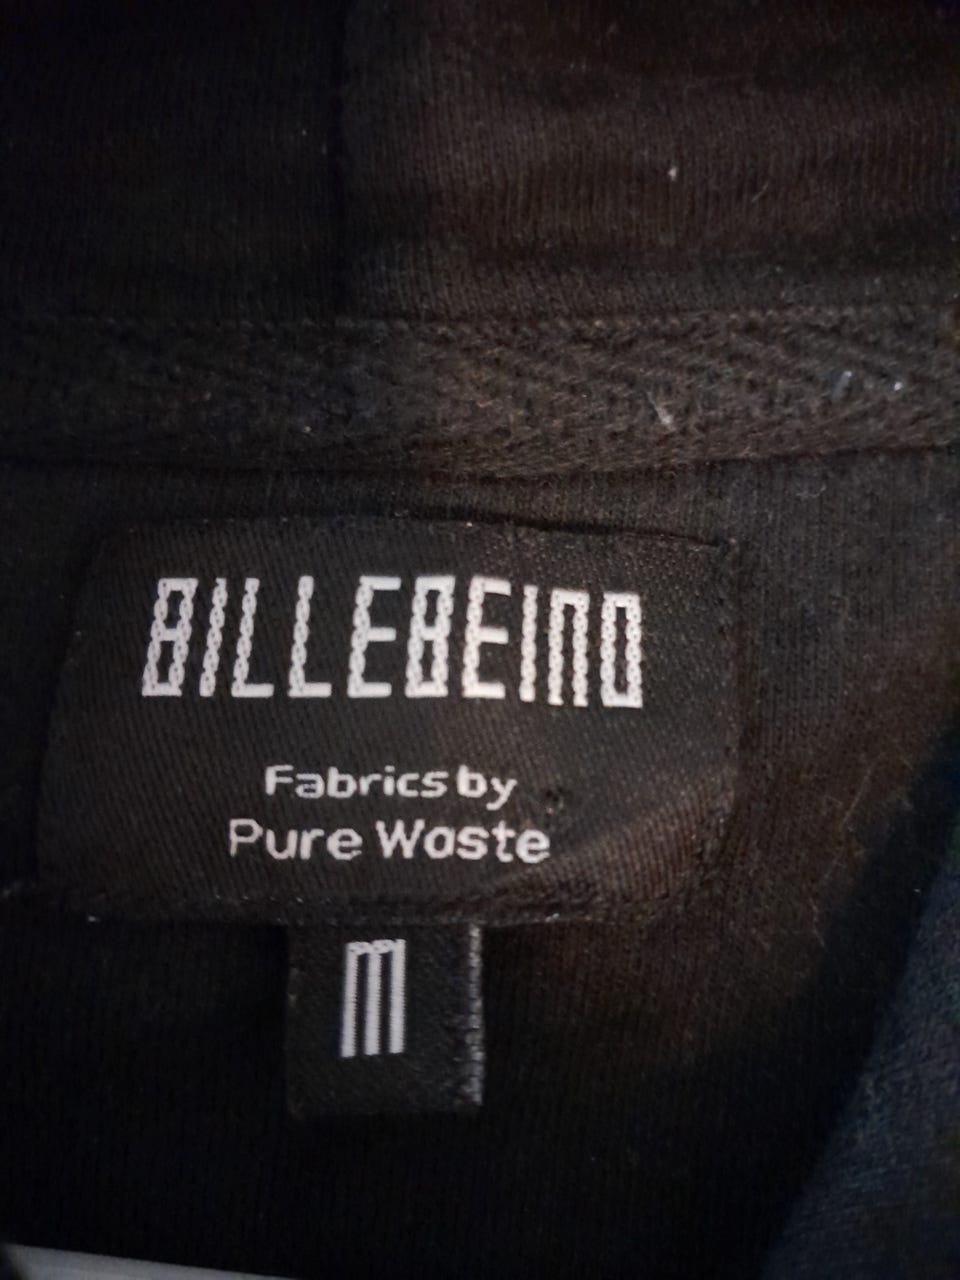 BILLEBEINO
Fabrics by
Pure Waste
M